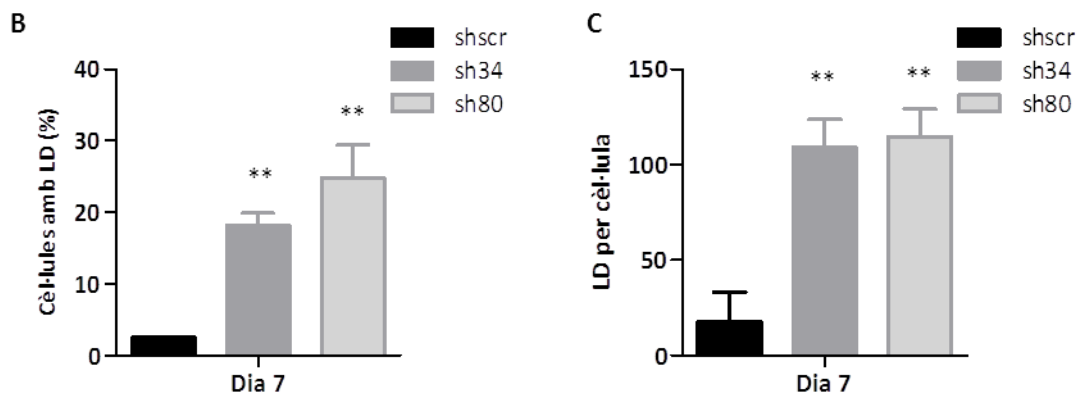 B
shscr
sh34
sh80
Cèl·lules amb LD (%)
40
30
20
10
0
**
**
Dia 7
C
shscr
sh34
sh80
LD per cèl·lula
150
100
50
0
**
**
Dia 7